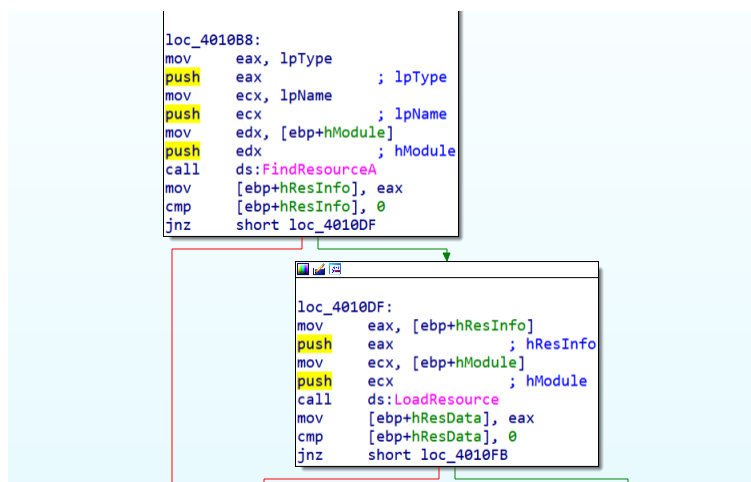 loc_4010B8:
mov eax, lpType
push eax ; lpType
mov ecx, lpName
push ecx ; lpName
mov edx, [ebp+hModule]
push edx ; hModule
call ds:FindResourceA
mov [ebp+hResInfo], eax
cmp [ebp+hResInfo], 0
jnz short loc_4010DF
loc_4010DF:
mov eax, [ebp+hResInfo]
push eax ; hResInfo
mov ecx, [ebp+hModule]
push ecx ; hModule
call ds:LoadResource
mov [ebp+hResData], eax
cmp [ebp+hResData], 0
jnz short loc_4010FB